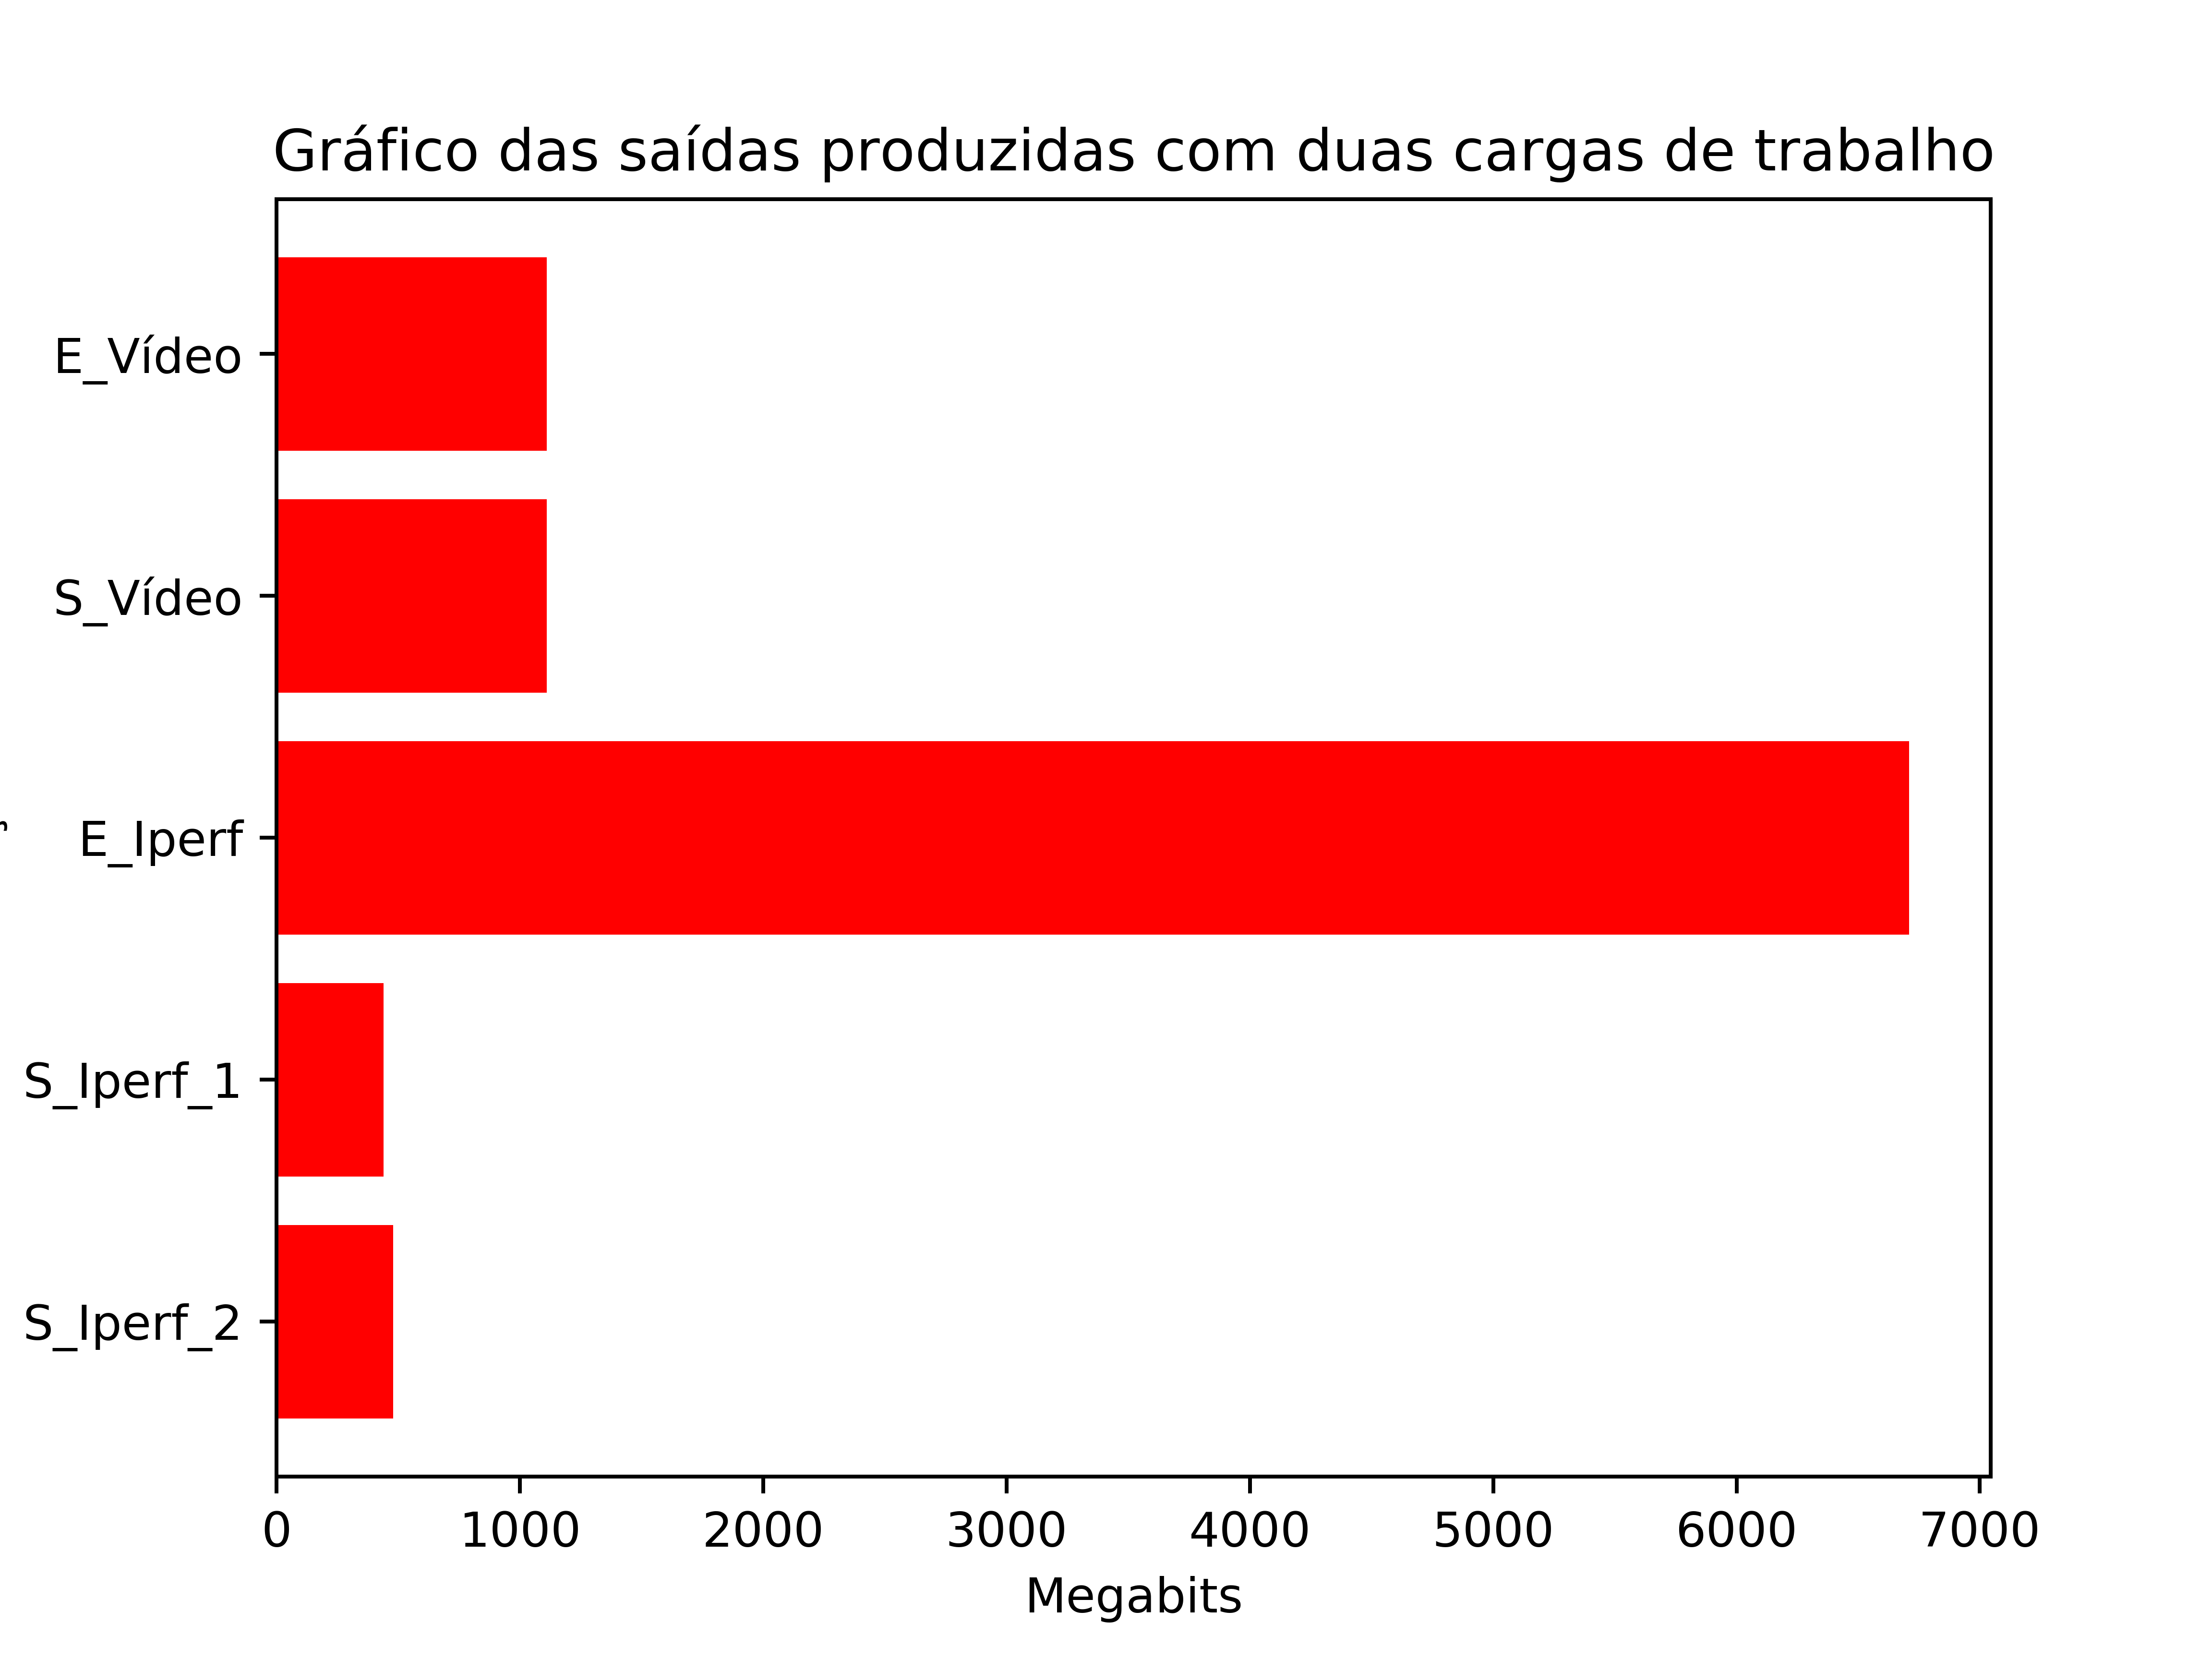 Gráfico das saídas produzidas com duas cargas de trabalho
E_Vídeo
S_Vídeo
E_Iperf
S_Iperf_1
S_Iperf_2
0 1000 2000 3000 4000 5000 6000 7000
Megabits